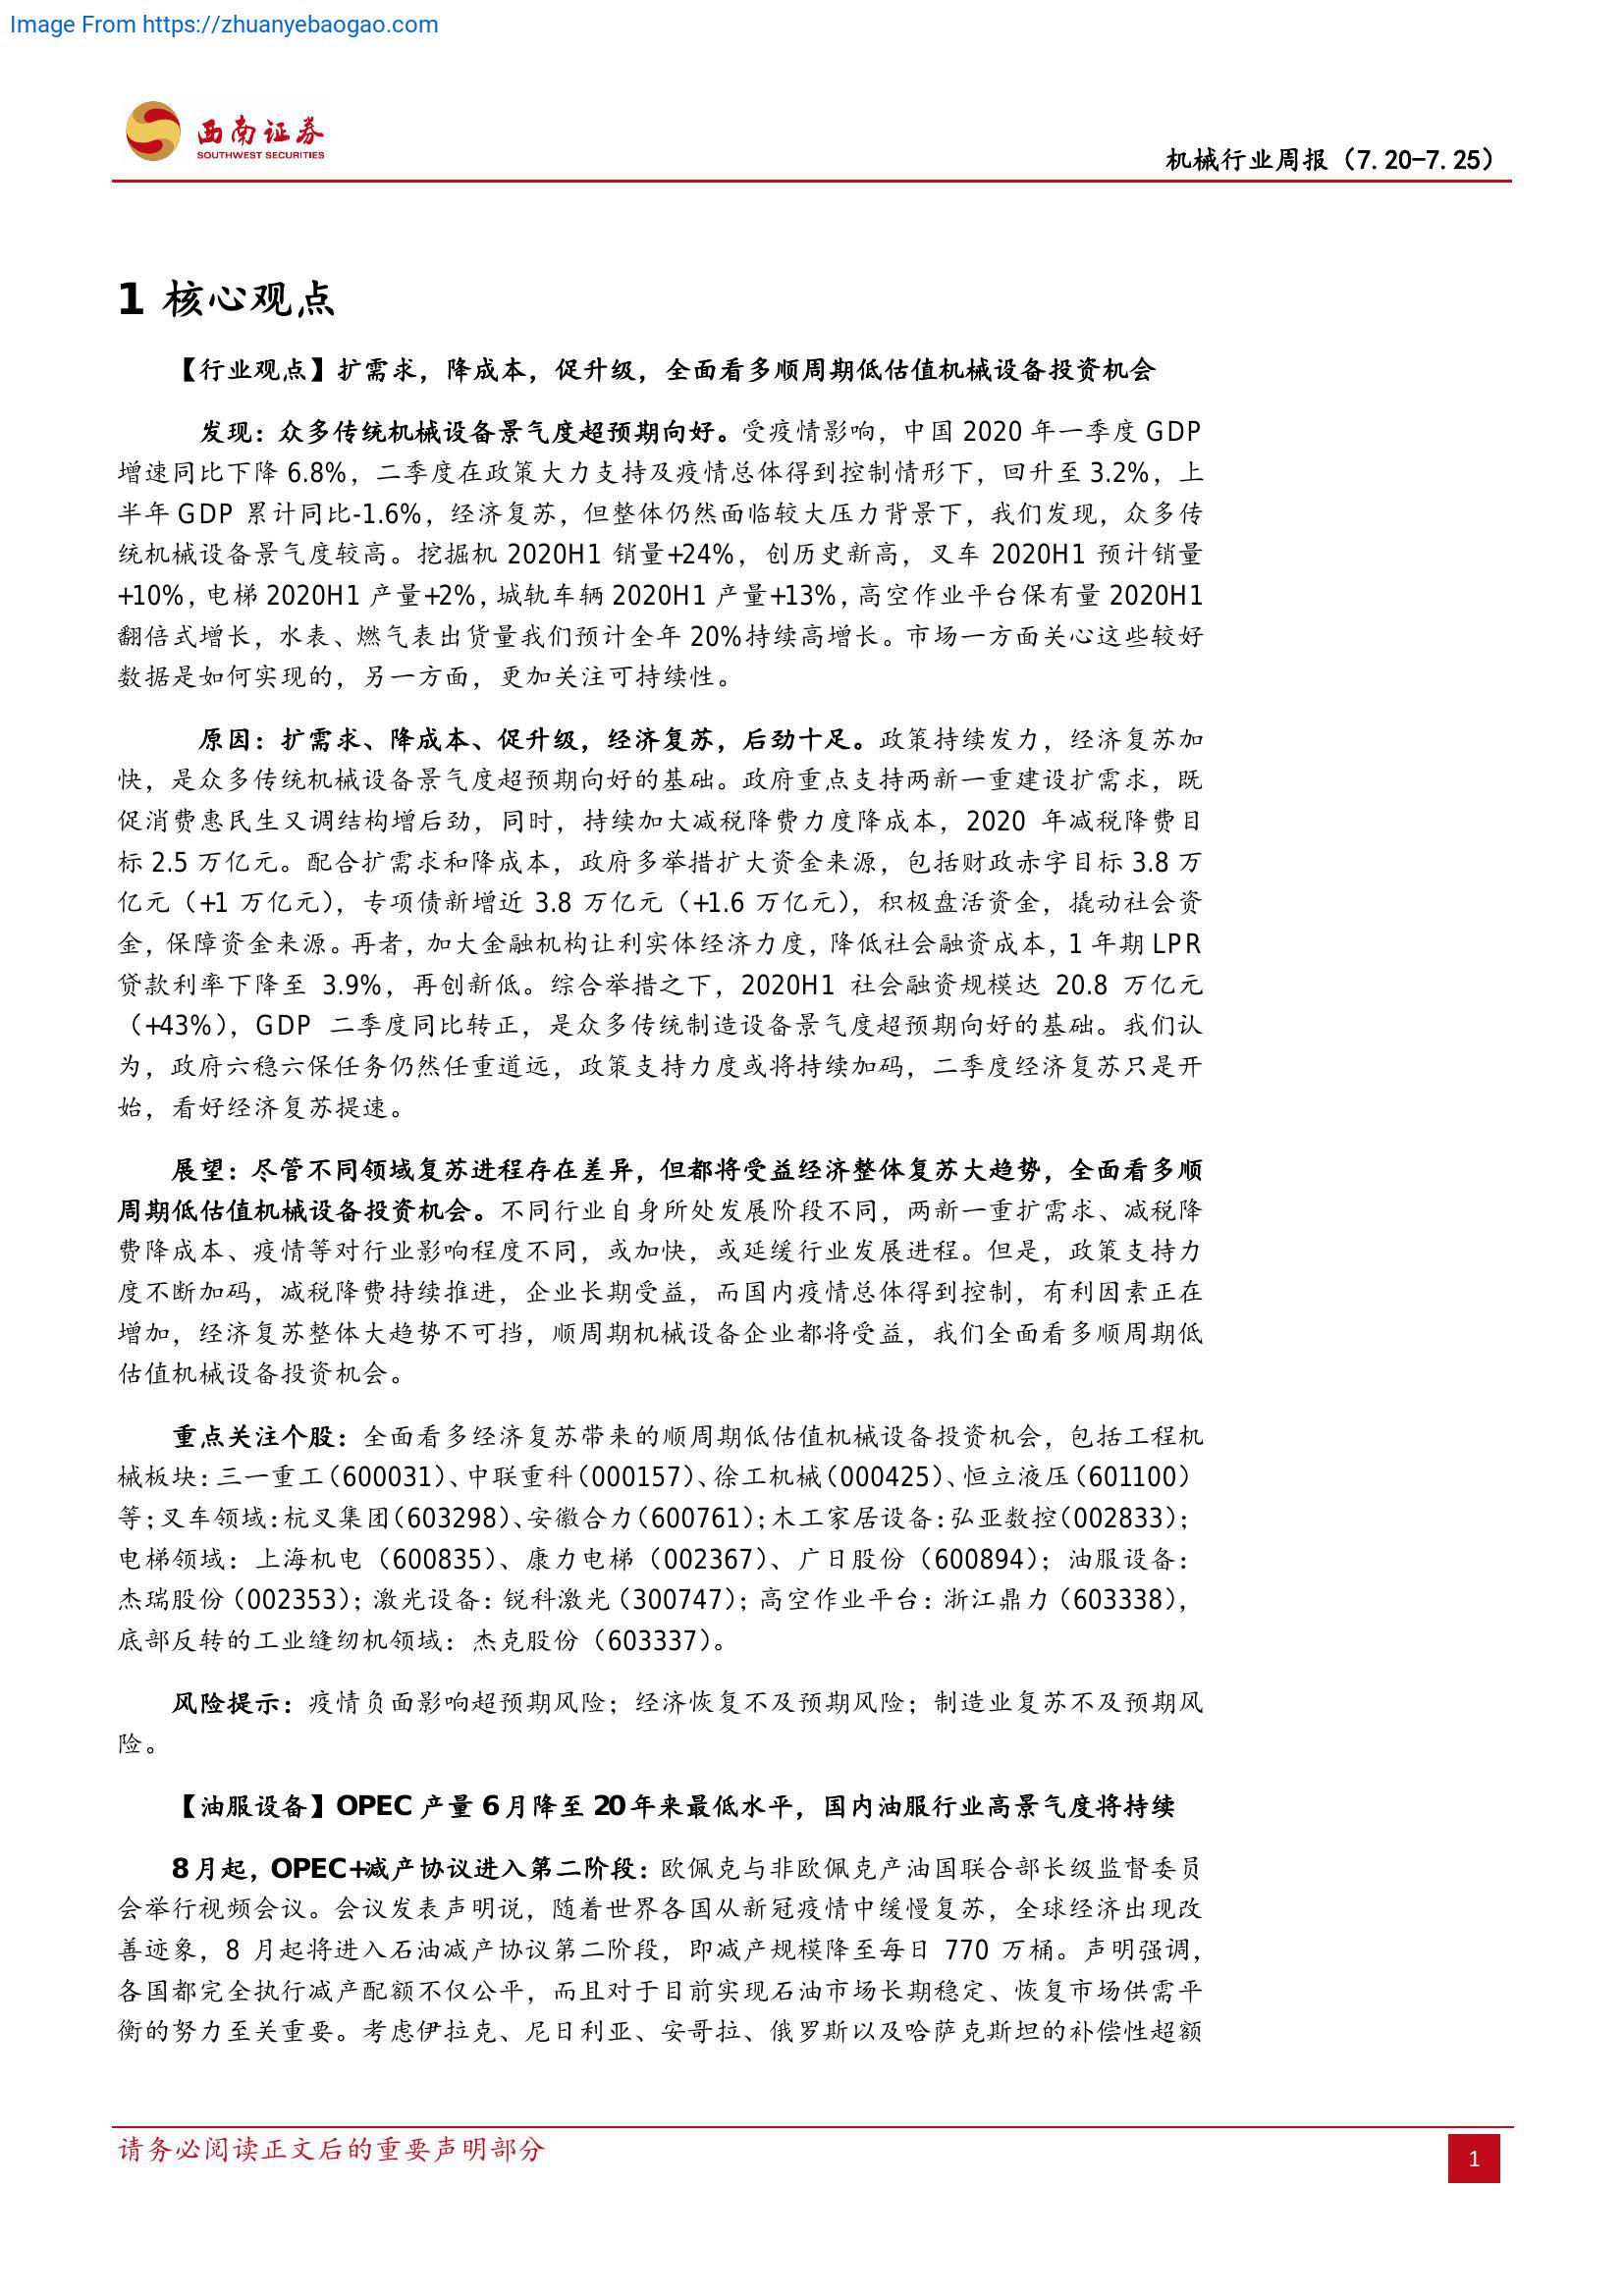 Image From https://zhuanyebaogao.com
西南证券
SOUTHWEST SECURITIES
机械行业周报（7.20-7.25）
1 核心观点
【行业观点】扩需求，降成本，促升级，全面看多顺周期低估值机械设备投资机会
发现：众多传统机械设备景气度超预期向好。受疫情影响，中国 2020 年一季度 GDP
增速同比下降 6.8%，二季度在政策大力支持及疫情总体得到控制情形下，回升至 3.2%，上
半年 GDP 累计同比-1.6%，经济复苏，但整体仍然面临较大压力背景下，我们发现，众多传
统机械设备景气度较高。挖掘机 2020H1 销量+24%，创历史新高，叉车 2020H1 预计销量
+10%，电梯 2020H1 产量+2%，城轨车辆 2020H1 产量+13%，高空作业平台保有量 2020H1
翻倍式增长，水表、燃气表出货量我们预计全年 20%持续高增长。市场一方面关心这些较好
数据是如何实现的，另一方面，更加关注可持续性。
原因：扩需求、降成本、促升级，经济复苏，后劲十足。政策持续发力，经济复苏加
快，是众多传统机械设备景气度超预期向好的基础。政府重点支持两新一重建设扩需求，既
促消费惠民生又调结构增后劲，同时，持续加大减税降费力度降成本，2020 年减税降费目
标 2.5 万亿元。配合扩需求和降成本，政府多举措扩大资金来源，包括财政赤字目标 3.8 万
亿元（+1 万亿元），专项债新增近 3.8 万亿元（+1.6 万亿元），积极盘活资金，撬动社会资
金，保障资金来源。再者，加大金融机构让利实体经济力度，降低社会融资成本，1 年期 LPR
贷款利率下降至 3.9%，再创新低。综合举措之下，2020H1 社会融资规模达 20.8 万亿元
（+43%），GDP 二季度同比转正，是众多传统制造设备景气度超预期向好的基础。我们认
为，政府六稳六保任务仍然任重道远，政策支持力度或将持续加码，二季度经济复苏只是开
始，看好经济复苏提速。
展望：尽管不同领域复苏进程存在差异，但都将受益经济整体复苏大趋势，全面看多顺
周期低估值机械设备投资机会。不同行业自身所处发展阶段不同，两新一重扩需求、减税降
费降成本、疫情等对行业影响程度不同，或加快，或延缓行业发展进程。但是，政策支持力
度不断加码，减税降费持续推进，企业长期受益，而国内疫情总体得到控制，有利因素正在
增加，经济复苏整体大趋势不可挡，顺周期机械设备企业都将受益，我们全面看多顺周期低
估值机械设备投资机会。
重点关注个股：全面看多经济复苏带来的顺周期低估值机械设备投资机会，包括工程机
械板块：三一重工（600031）、中联重科（000157）、徐工机械（000425）、恒立液压（601100）
等；叉车领域：杭叉集团（603298）、安徽合力（600761）；木工家居设备：弘亚数控（002833）；
电梯领域：上海机电（600835）、康力电梯（002367）、广日股份（600894）；油服设备：
杰瑞股份（002353）；激光设备：锐科激光（300747）；高空作业平台：浙江鼎力（603338），
底部反转的工业缝纫机领域：杰克股份（603337）。
风险提示：疫情负面影响超预期风险；经济恢复不及预期风险；制造业复苏不及预期风
险。
【油服设备】OPEC 产量 6 月降至 20 年来最低水平，国内油服行业高景气度将持续
8 月起，OPEC+减产协议进入第二阶段：欧佩克与非欧佩克产油国联合部长级监督委员
会举行视频会议。会议发表声明说，随着世界各国从新冠疫情中缓慢复苏，全球经济出现改
善迹象，8 月起将进入石油减产协议第二阶段，即减产规模降至每日 770 万桶。声明强调，
各国都完全执行减产配额不仅公平，而且对于目前实现石油市场长期稳定、恢复市场供需平
衡的努力至关重要。考虑伊拉克、尼日利亚、安哥拉、俄罗斯以及哈萨克斯坦的补偿性超额
请务必阅读正文后的重要声明部分
1